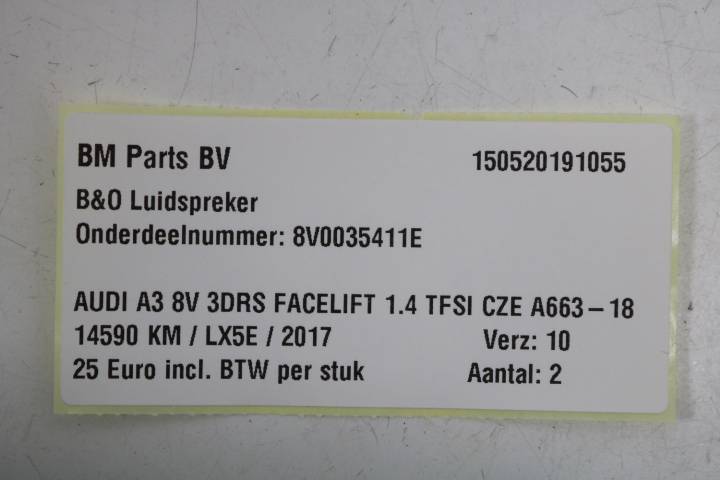 BM Parts BV 150520191055
B&O Luidspreker
Onderdeelnummer: 8V0035411E
AUDI A3 8V 3DRS FACELIFT 1.4 TFSI CZE A663-18
14590 KM / LX5E / 2017 Verz: 10
25 Euro incl. BTW per stuk Aantal: 2